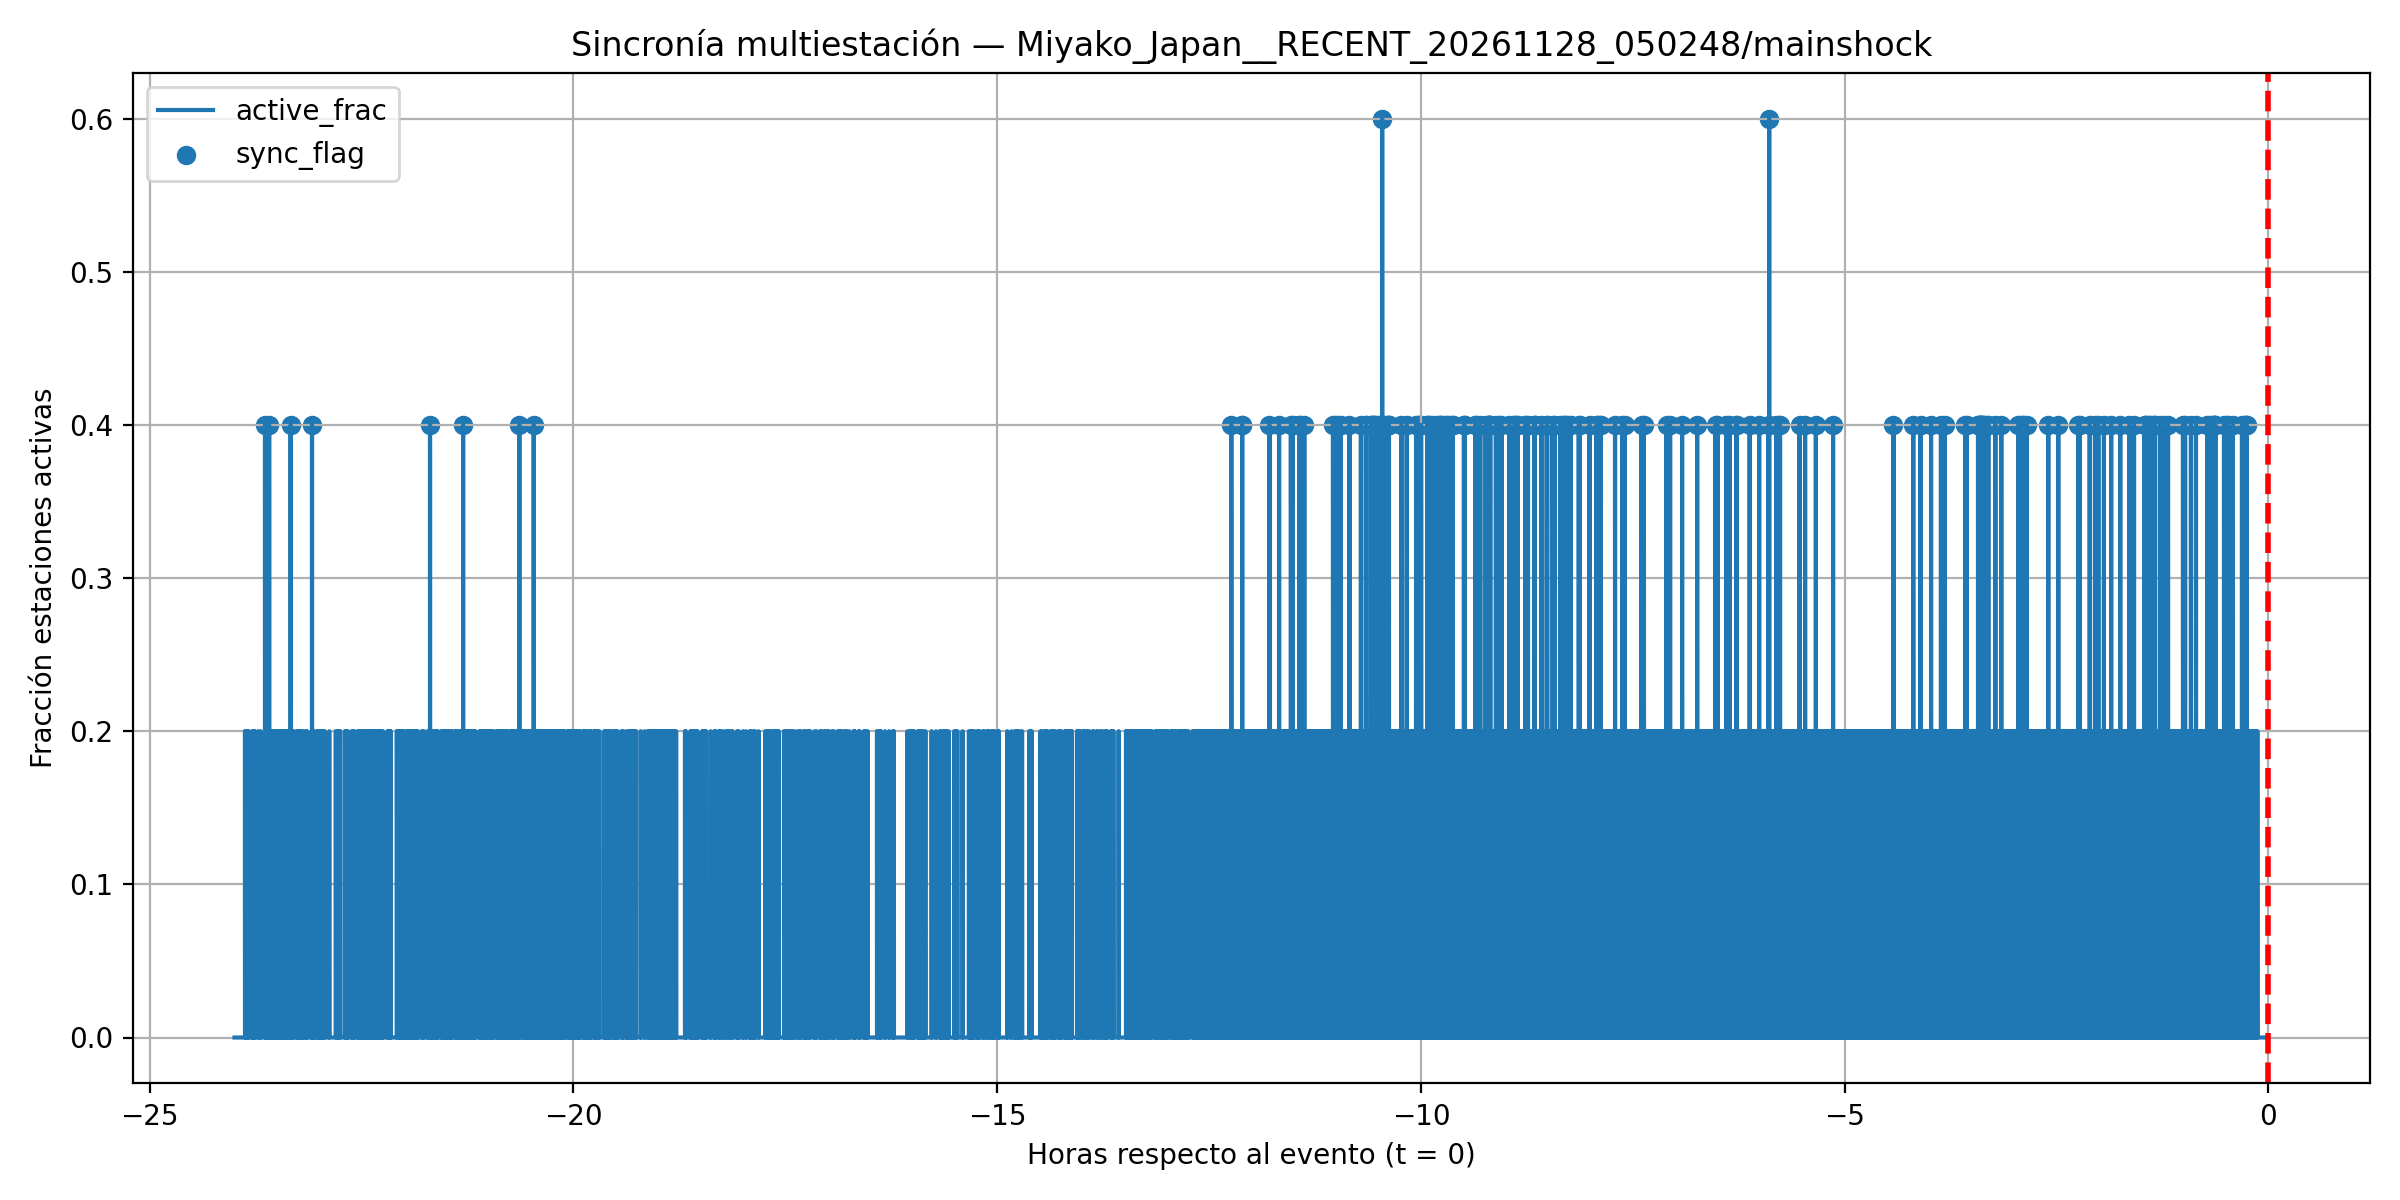 Sincronía multiestación — Miyako_Japan__RECENT_20261128_050248/mainshock
active_frac
sync_flag
Fracción estaciones activas
0.6
0.5
0.4
0.3
0.2
0.1
0.0
−25 −20 −15 −10 −5 0
Horas respecto al evento (t = 0)